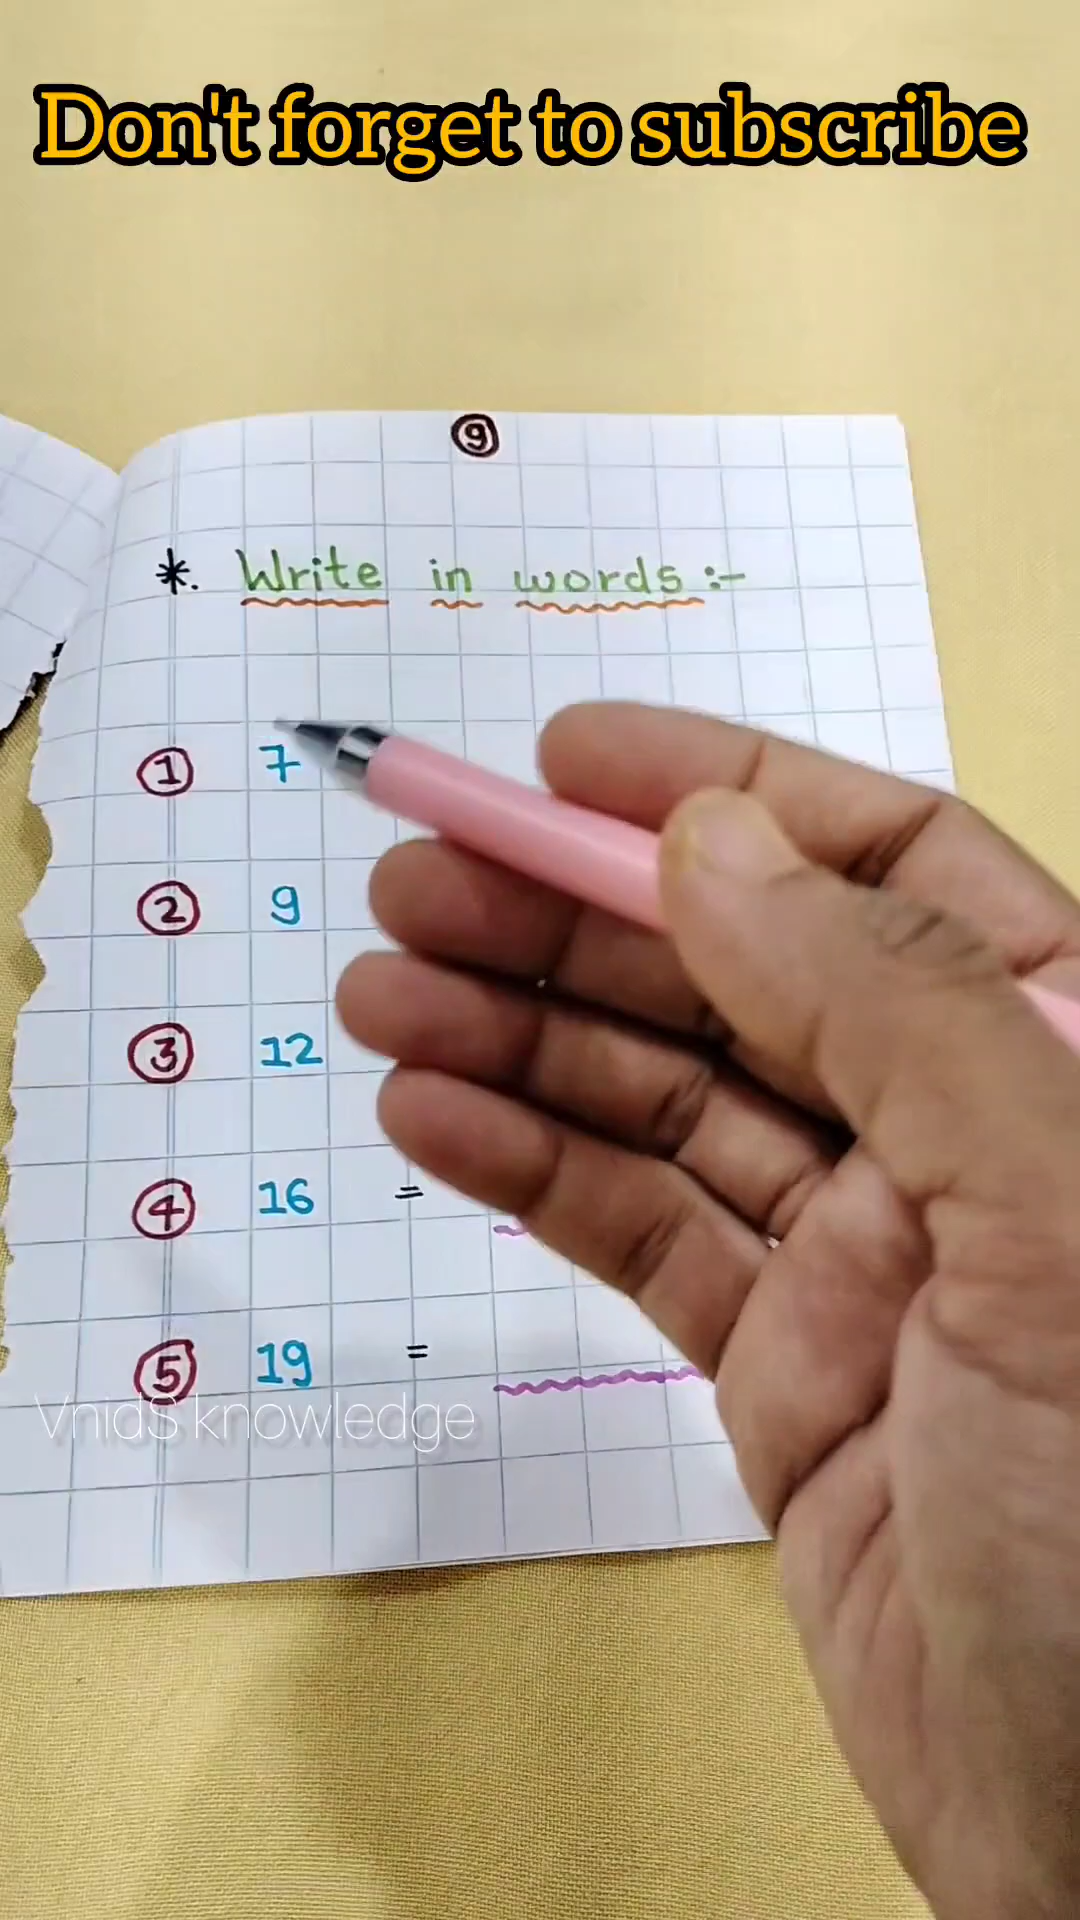 Don't forget to subscribe
9
*. Write in words :-
1 7
2 9
3 12
4 16 =
5 19 =
VnidS knowledge